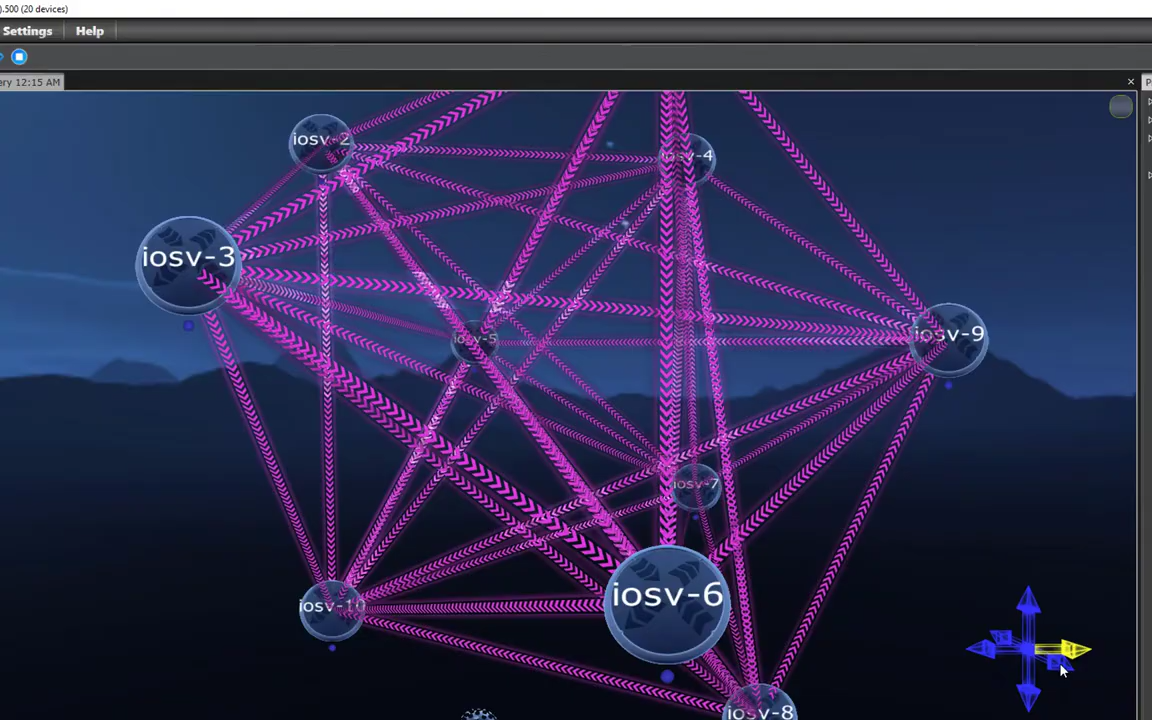 ).500 (20 devices)
Settings Help
ery 12:15 AM
iosv-2
iosv-4
iosv-3
iosv-9
iosv-5
iosv-7
iosv-6
iosv-10
iosv-8